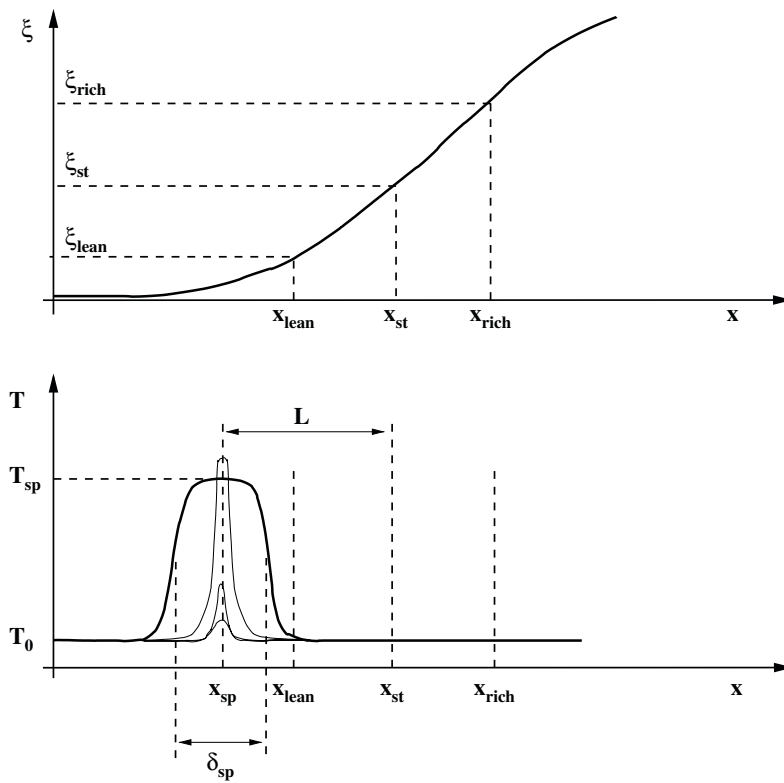 ξ
ξrich
ξst
ξlean
xlean xst xrich x
T
L
Tsp
T0
xsp xlean xst xrich x
δsp